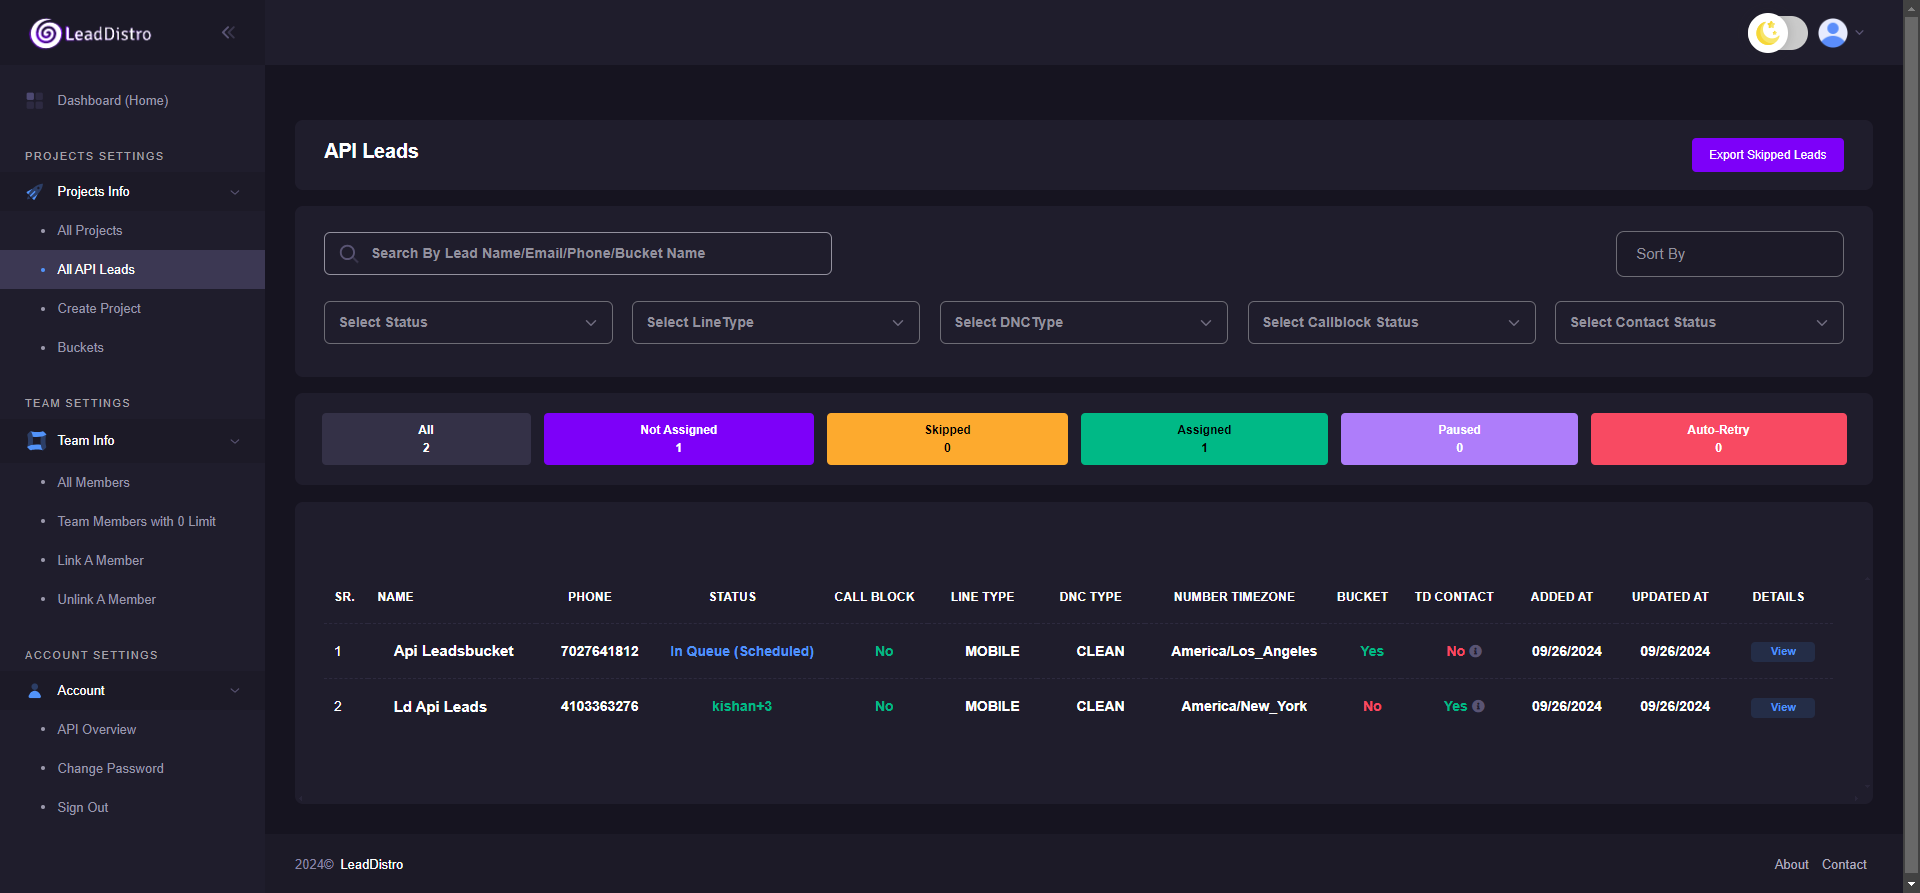 LeadDistro
Dashboard (Home)
PROJECTS SETTINGS
Projects Info
All Projects
All API Leads
Create Project
Buckets
TEAM SETTINGS
Team Info
All Members
Team Members with 0 Limit
Link A Member
Unlink A Member
ACCOUNT SETTINGS
Account
API Overview
Change Password
Sign Out
API Leads
Export Skipped Leads
Search By Lead Name/Email/Phone/Bucket Name
Sort By
Select Status
Select LineType
Select DNCType
Select Callblock Status
Select Contact Status
All
2
Not Assigned
1
Skipped
0
Assigned
1
Paused
0
Auto-Retry
0
SR. NAME PHONE STATUS CALL BLOCK LINE TYPE DNC TYPE NUMBER TIMEZONE BUCKET TD CONTACT ADDED AT UPDATED AT DETAILS
1 Api Leadsbucket 7027641812 In Queue (Scheduled) No MOBILE CLEAN America/Los_Angeles Yes No 09/26/2024 09/26/2024 View
2 Ld Api Leads 4103363276 kishan+3 No MOBILE CLEAN America/New_York No Yes 09/26/2024 09/26/2024 View
2024© LeadDistro
About Contact